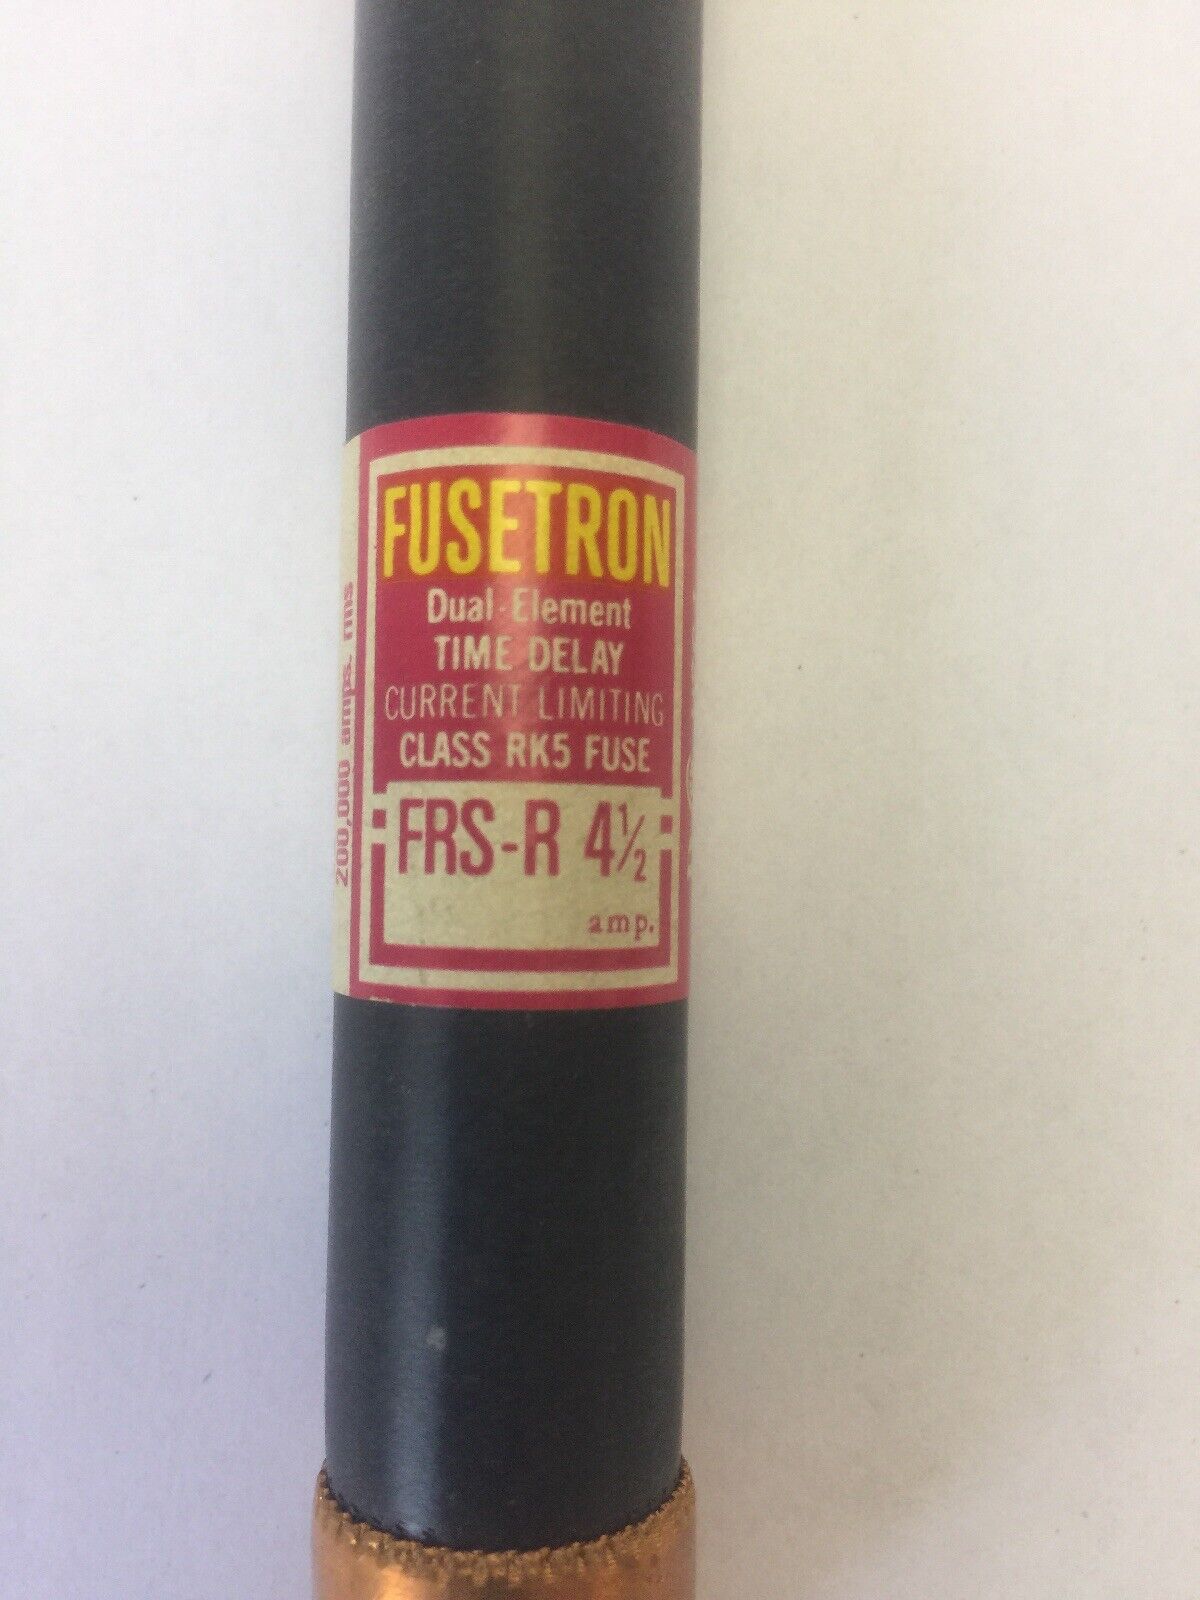 FUSETRON
Dual-Element
TIME DELAY
CURRENT LIMITING
CLASS RK5 FUSE
FRS-R 4½
amp.
200,000 amps. rms